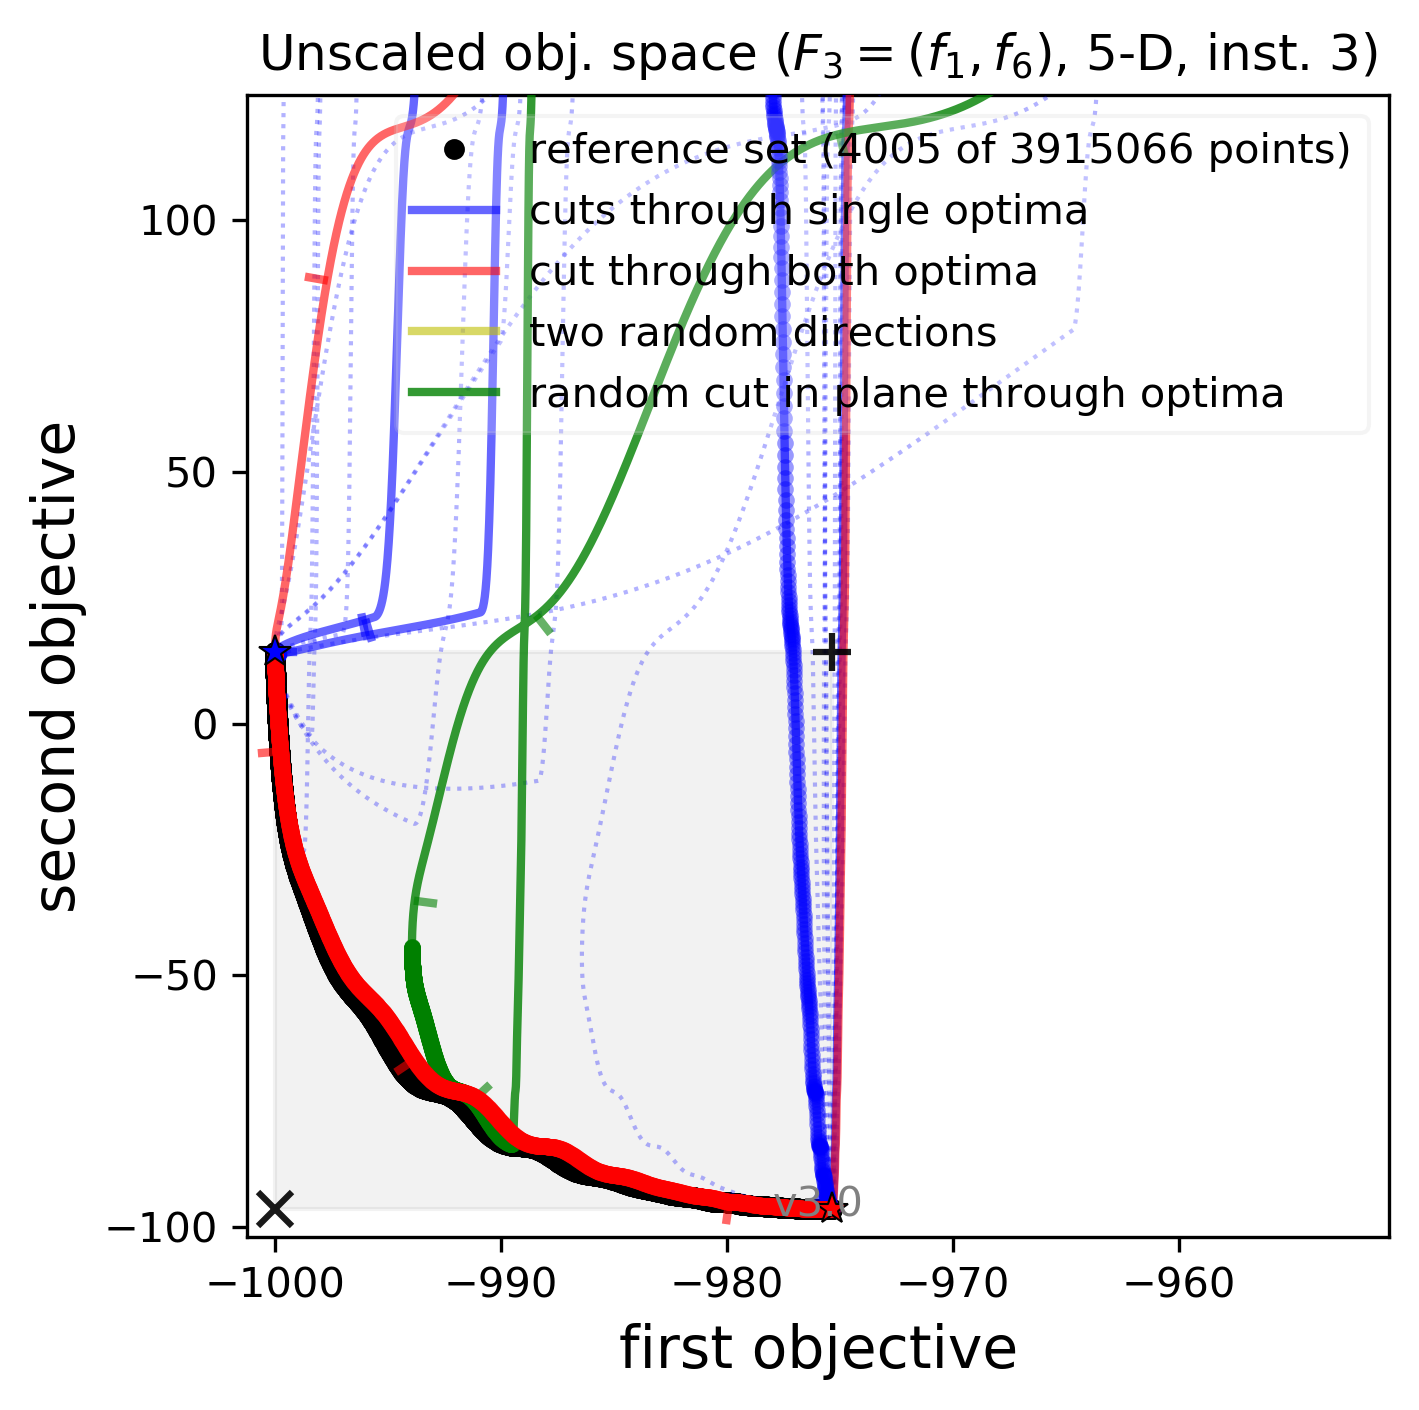 Unscaled obj. space (F₃ = (f₁, f₆), 5-D, inst. 3)
reference set (4005 of 3915066 points)
cuts through single optima
cut through both optima
two random directions
random cut in plane through optima
second objective
100
50
0
−50
−100
v3.0
−1000
−990
−980
−970
−960
first objective